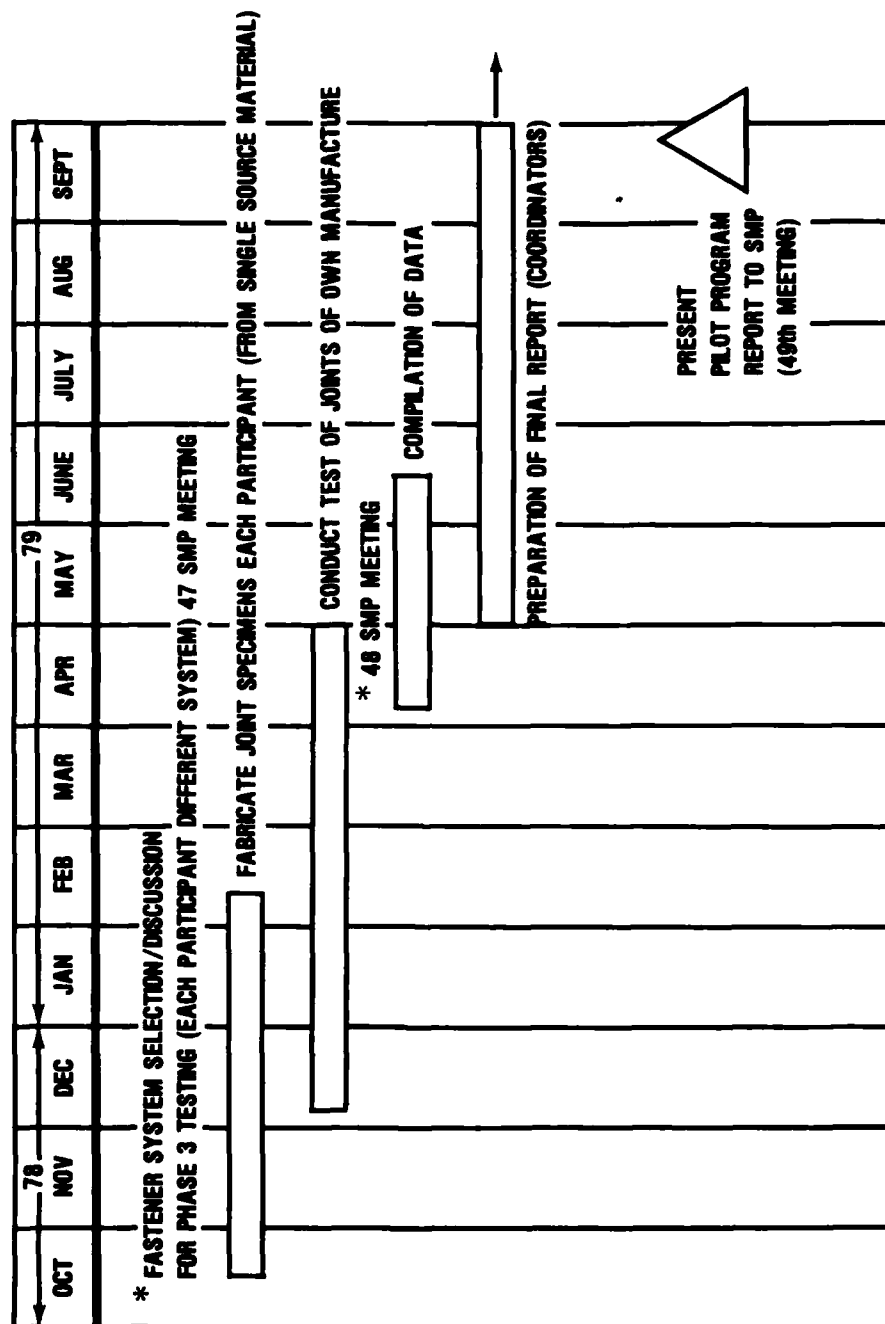 78
79
OCT
NOV
DEC
JAN
FEB
MAR
APR
MAY
JUNE
JULY
AUG
SEPT
* FASTENER SYSTEM SELECTION/DISCUSSION
FOR PHASE 3 TESTING (EACH PARTICIPANT DIFFERENT SYSTEM) 47 SMP MEETING
FABRICATE JOINT SPECIMENS EACH PARTICIPANT (FROM SINGLE SOURCE MATERIAL)
CONDUCT TEST OF JOINTS OF OWN MANUFACTURE
* 48 SMP MEETING
COMPILATION OF DATA
PREPARATION OF FINAL REPORT (COORDINATORS)
PRESENT
PILOT PROGRAM
REPORT TO SMP
(49th MEETING)